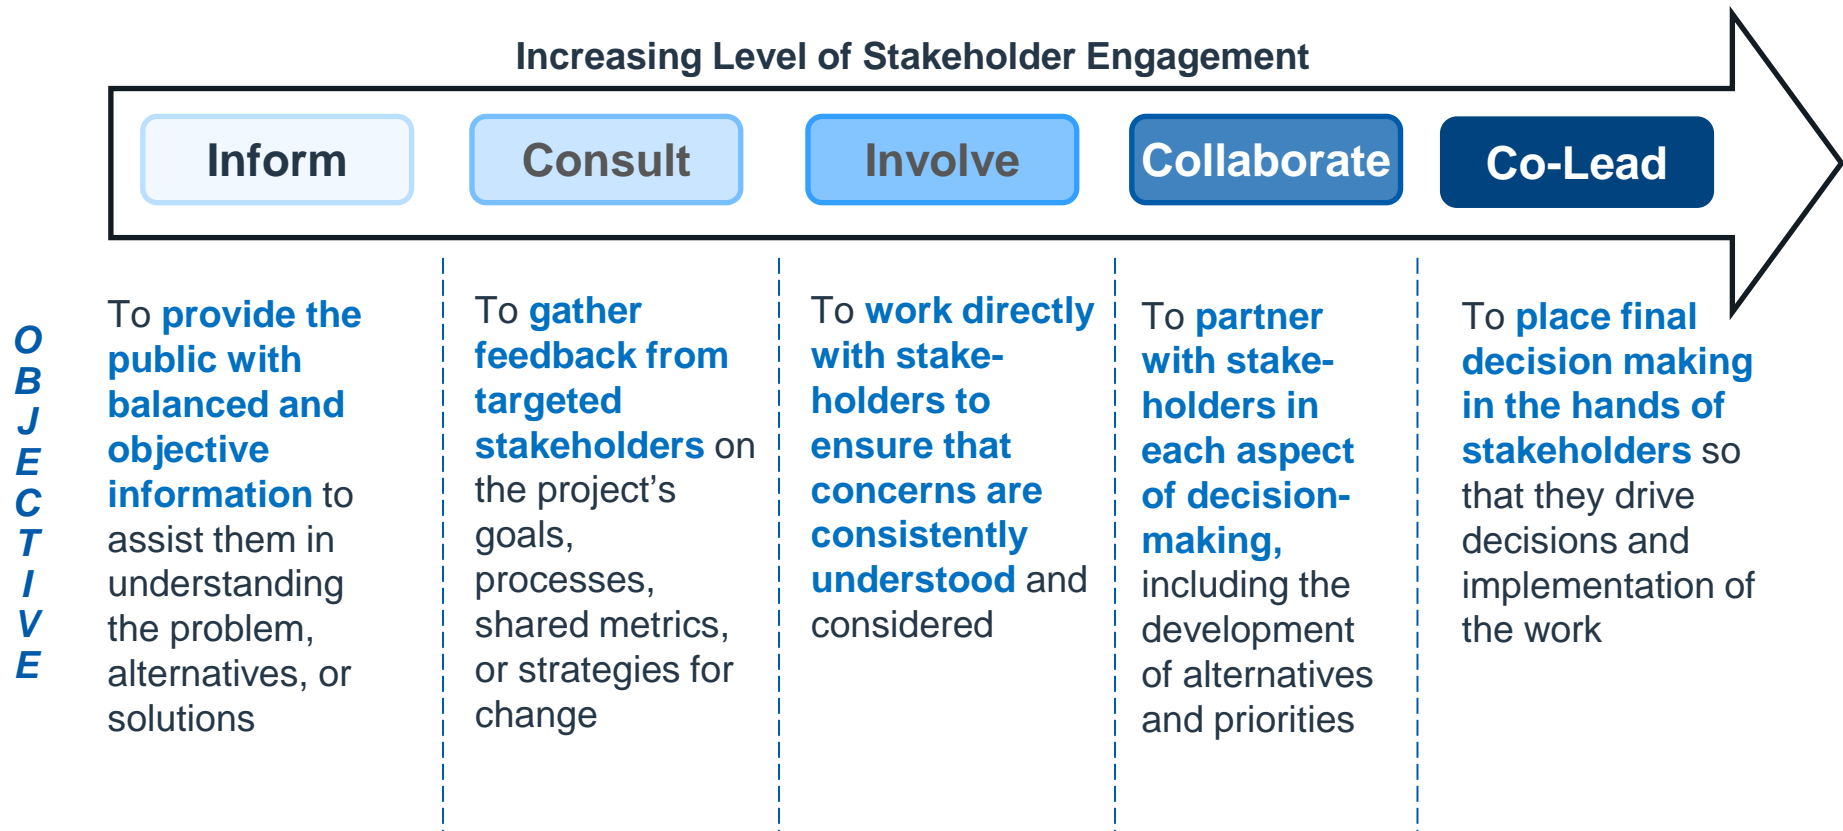 Increasing Level of Stakeholder Engagement
Inform
Consult
Involve
Collaborate
Co-Lead
OBJECTIVE
To provide the
public with
balanced and
objective
information to
assist them in
understanding
the problem,
alternatives, or
solutions
To gather
feedback from
targeted
stakeholders on
the project's
goals,
processes,
shared metrics,
or strategies for
change
To work directly
with stake-
holders to
ensure that
concerns are
consistently
understood and
considered
To partner
with stake-
holders in
each aspect
of decision-
making,
including the
development
of alternatives
and priorities
To place final
decision making
in the hands of
stakeholders so
that they drive
decisions and
implementation of
the work